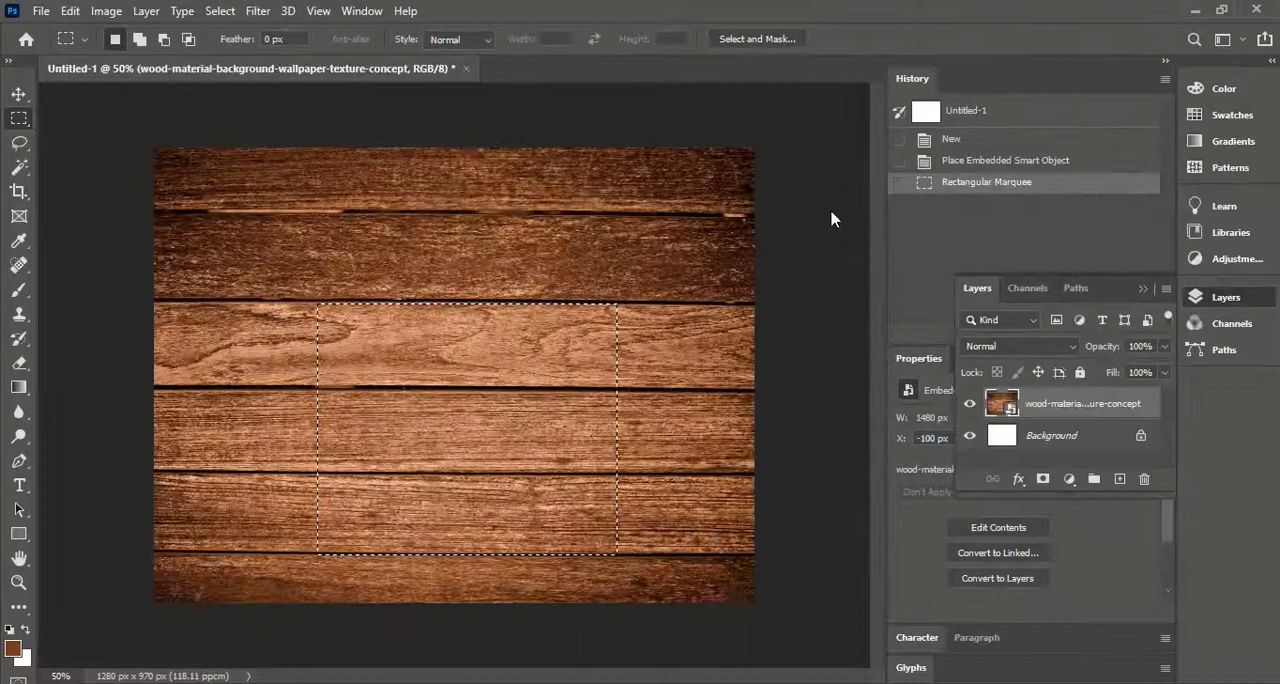 Ps File Edit Image Layer Type Select Filter 3D View Window Help
Feather: 0 px Anti-alias Style: Normal Width: Height: Select and Mask...
Untitled-1 @ 50% (wood-material-background-wallpaper-texture-concept, RGB/8) * ×
History
Untitled-1
New
Place Embedded Smart Object
Rectangular Marquee
Color
Swatches
Gradients
Patterns
Learn
Libraries
Adjustme...
Layers
Channels
Paths
Layers Channels Paths
Kind
Normal Opacity: 100%
Lock: Fill: 100%
wood-materia...ure-concept
Background
Properties
Embed
W: 1480 px
X: -100 px
wood-material
Don't Apply
Edit Contents
Convert to Linked...
Convert to Layers
Character Paragraph
Glyphs
50% 1280 px x 970 px (118.11 ppcm)